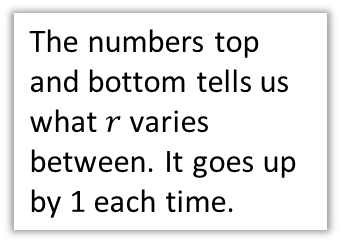 The numbers top
and bottom tells us
what r varies
between. It goes up
by 1 each time.